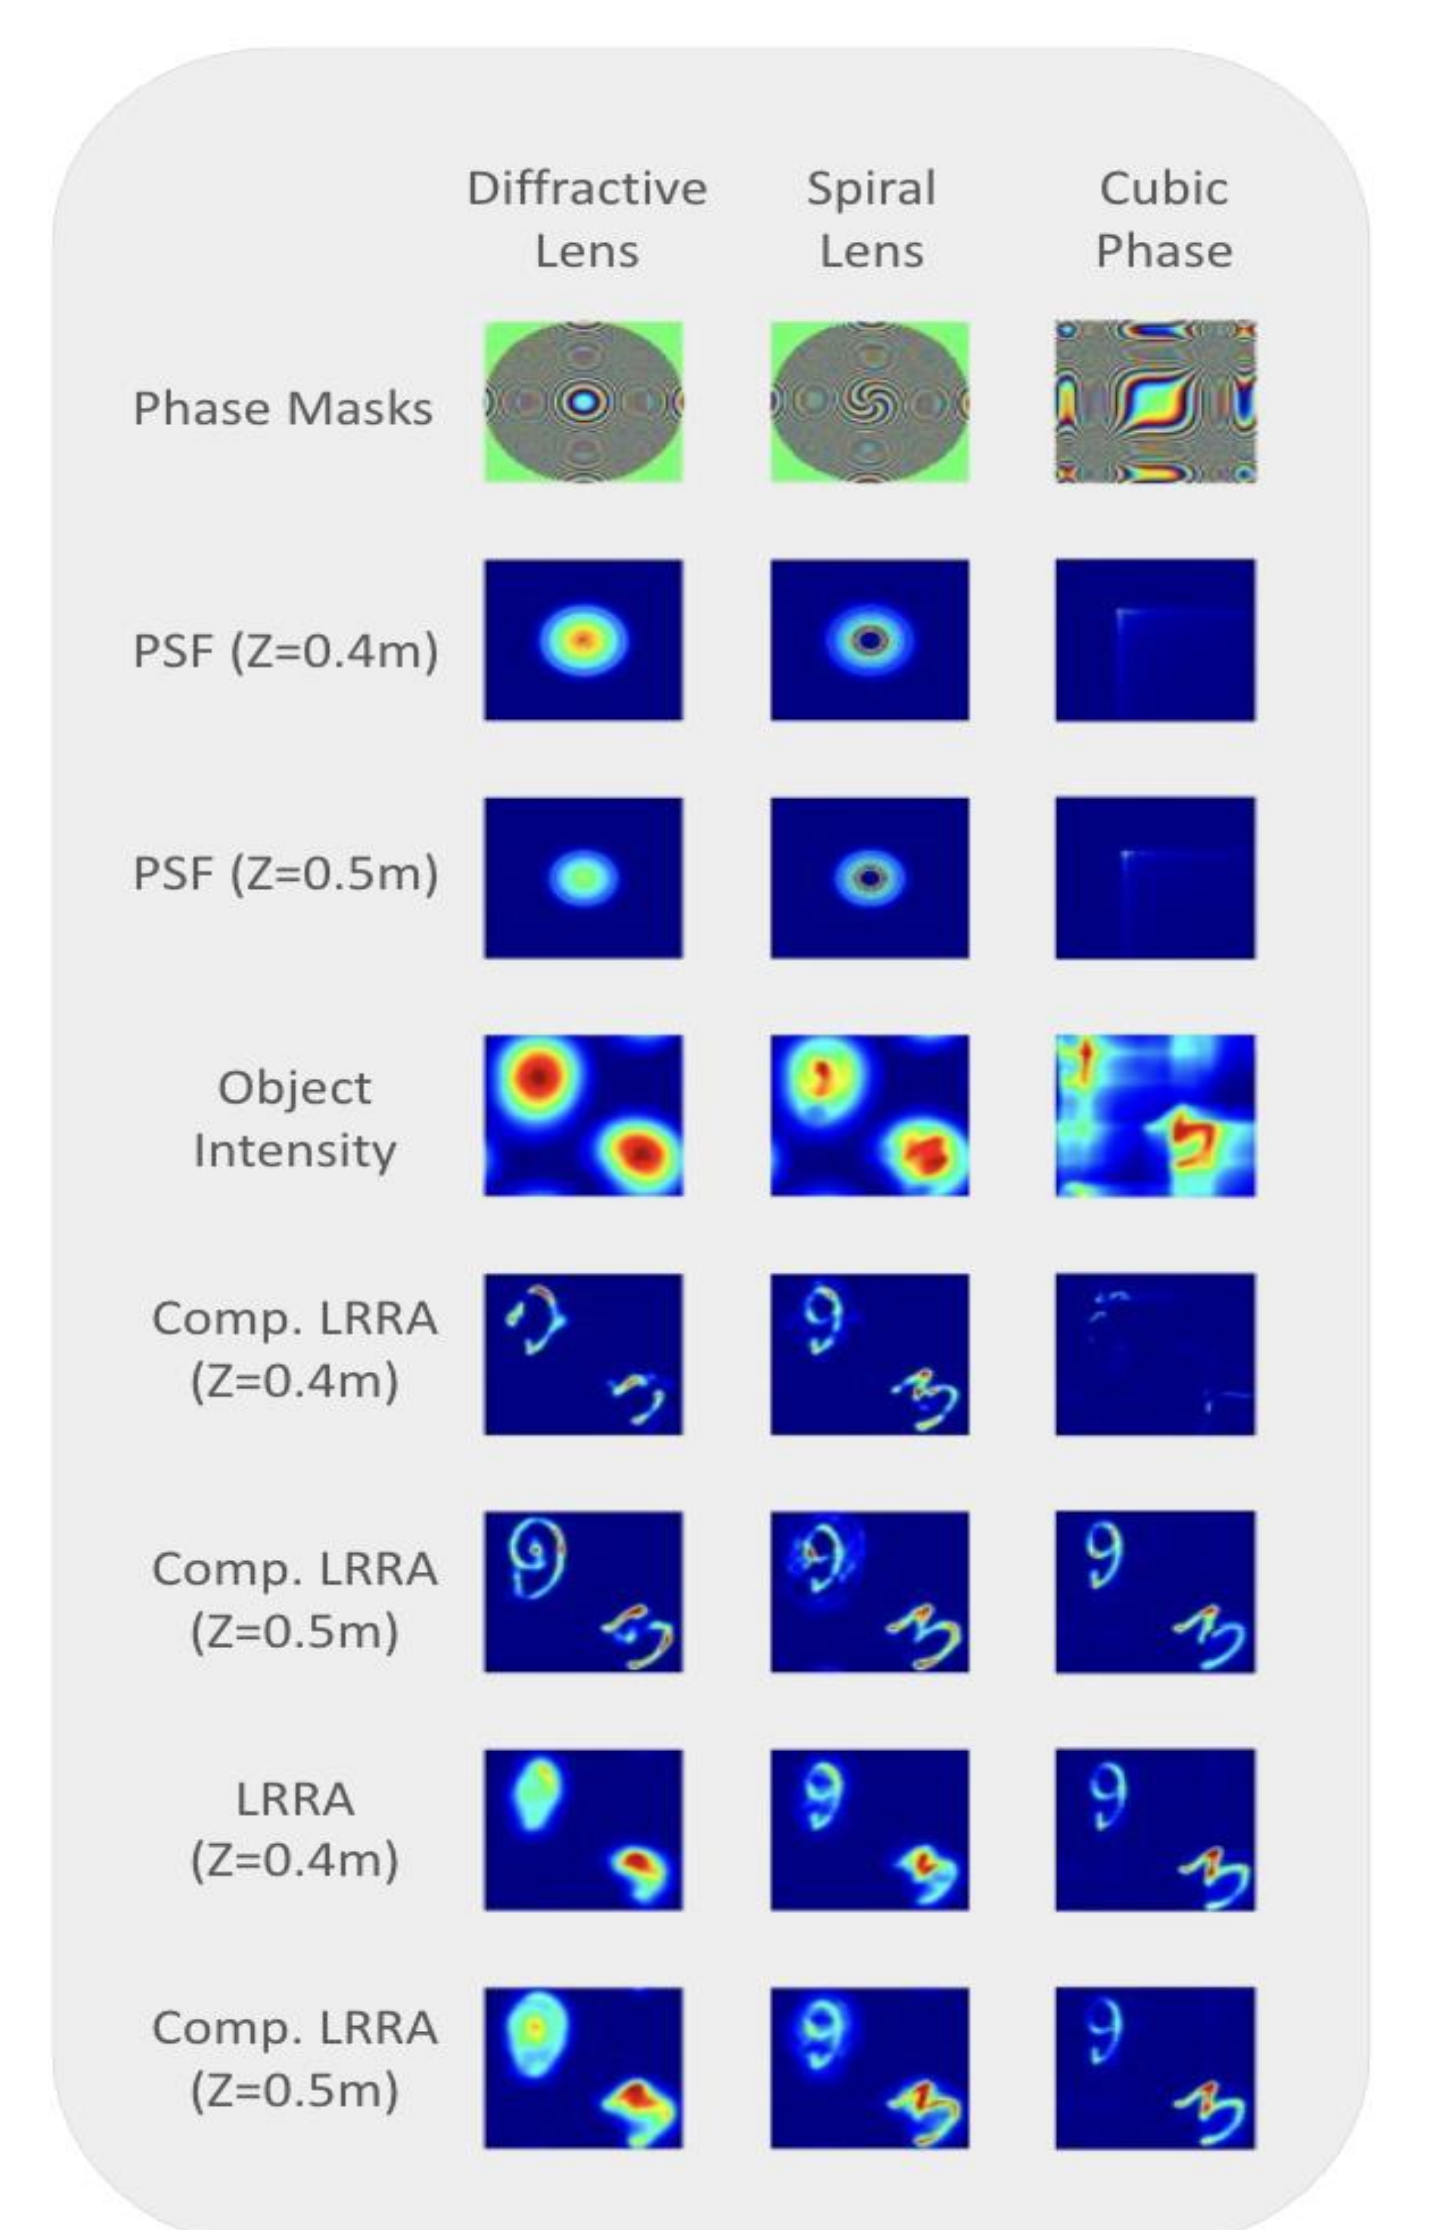 Diffractive Lens
Spiral Lens
Cubic Phase
Phase Masks
PSF (Z=0.4m)
PSF (Z=0.5m)
Object
Intensity
Comp. LRRA
(Z=0.4m)
Comp. LRRA
(Z=0.5m)
LRRA
(Z=0.4m)
Comp. LRRA
(Z=0.5m)